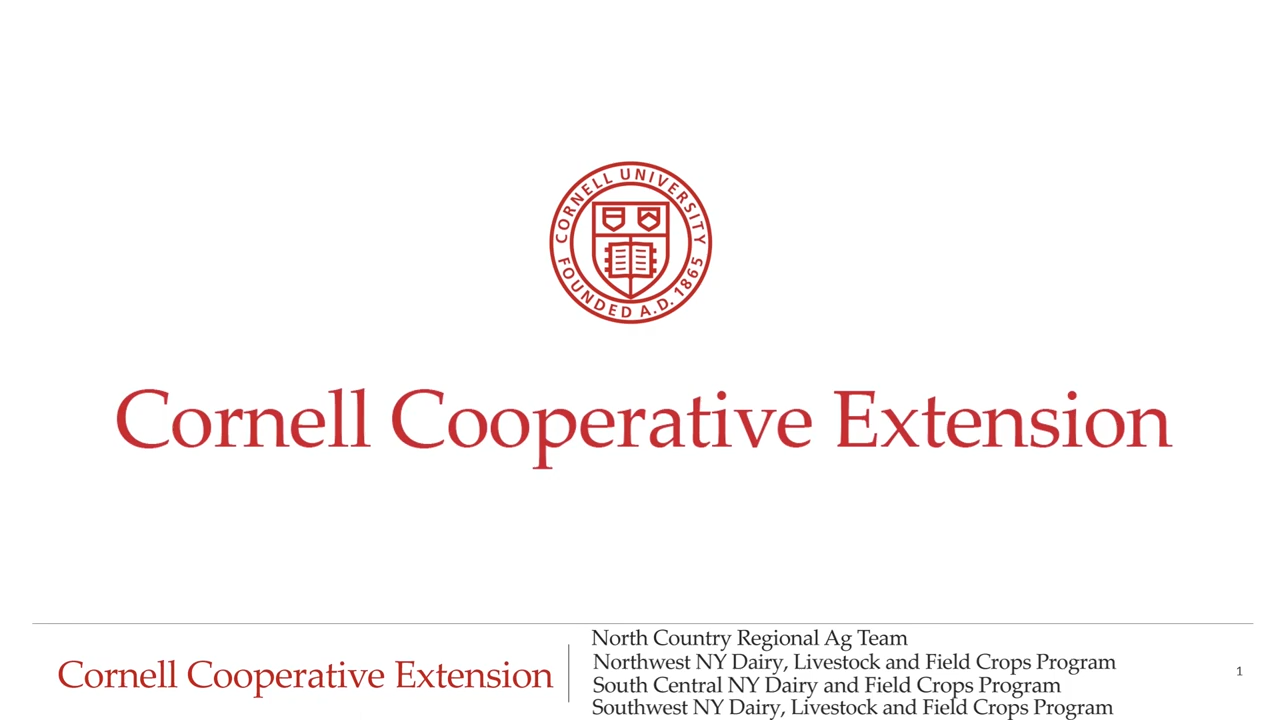 CORNELL UNIVERSITY
FOUNDED A.D. 1865
Cornell Cooperative Extension
Cornell Cooperative Extension
North Country Regional Ag Team
Northwest NY Dairy, Livestock and Field Crops Program
South Central NY Dairy and Field Crops Program
Southwest NY Dairy, Livestock and Field Crops Program
1